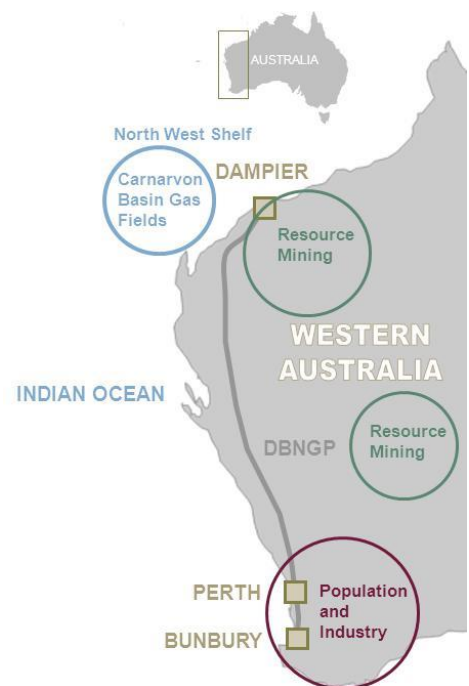 AUSTRALIA
North West Shelf
DAMPIER
Carnarvon
Basin Gas
Fields
Resource
Mining
WESTERN
AUSTRALIA
INDIAN OCEAN
DBNGP
Resource
Mining
PERTH
Population
and
Industry
BUNBURY